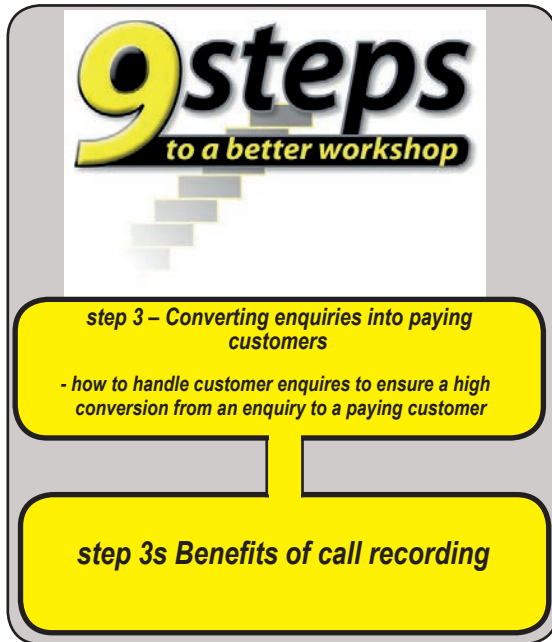 9steps
to a better workshop
step 3 – Converting enquiries into paying
customers
- how to handle customer enquires to ensure a high
conversion from an enquiry to a paying customer
step 3s Benefits of call recording